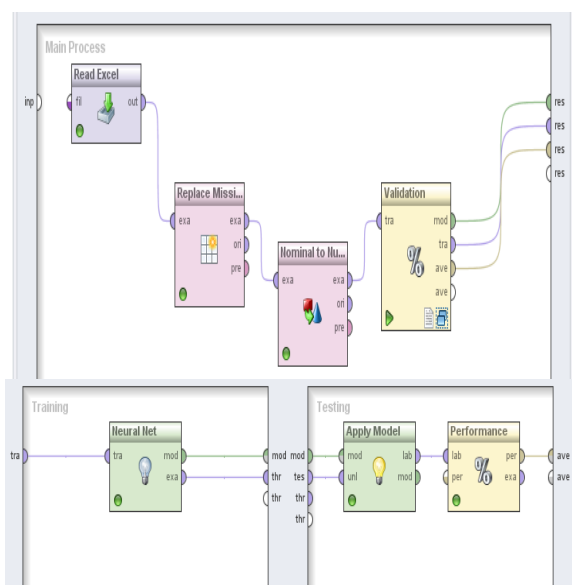 Main Process
Read Excel
inp
fil
out
res
res
res
res
Replace Missi...
exa
exa
ori
pre
Nominal to Nu...
exa
exa
ori
pre
Validation
tra
mod
tra
ave
ave
Training
tra
Neural Net
tra
mod
exa
mod
thr
thr
Testing
mod
tes
thr
thr
Apply Model
mod
lab
unl
mod
Performance
lab
per
per
exa
ave
ave